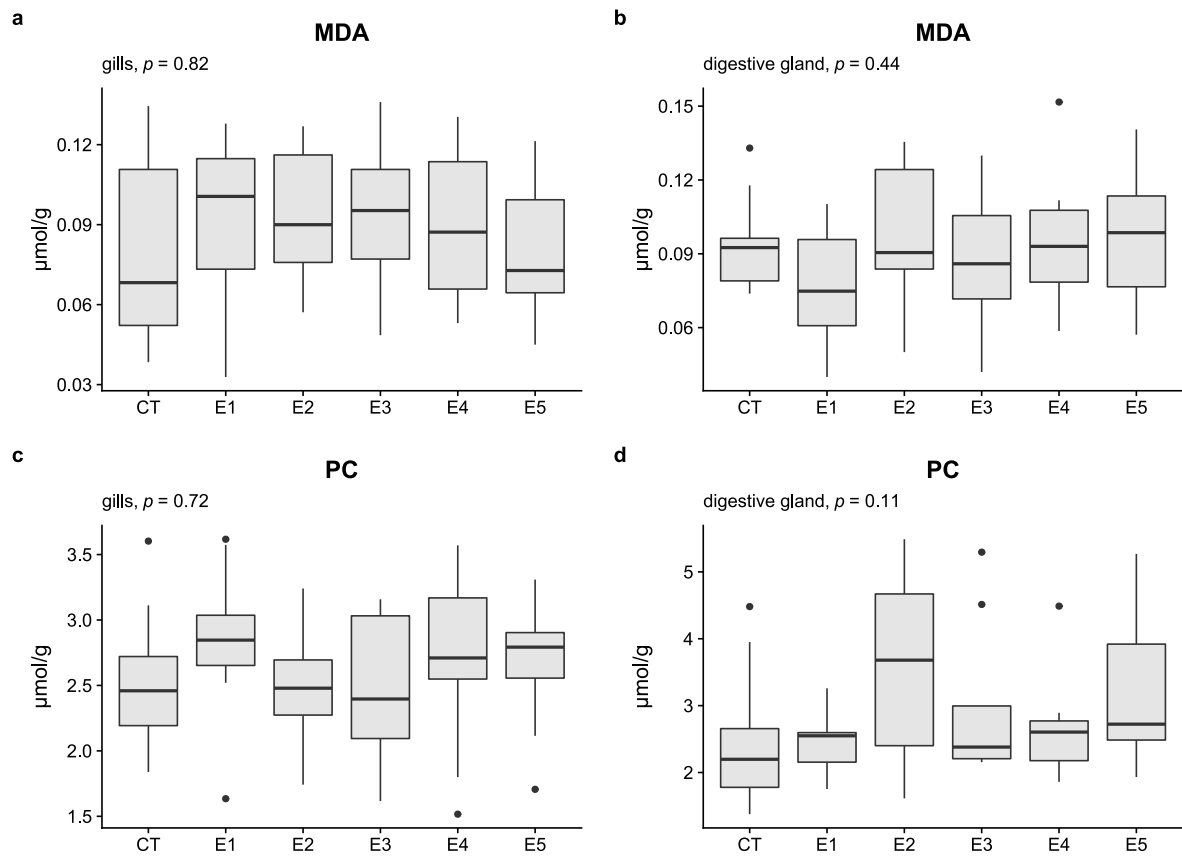 a
MDA
gills, p = 0.82
µmol/g
0.12
0.09
0.06
0.03
CT E1 E2 E3 E4 E5
b
MDA
digestive gland, p = 0.44
µmol/g
0.15
0.12
0.09
0.06
CT E1 E2 E3 E4 E5
c
PC
gills, p = 0.72
µmol/g
3.5
3.0
2.5
2.0
1.5
CT E1 E2 E3 E4 E5
d
PC
digestive gland, p = 0.11
µmol/g
5
4
3
2
CT E1 E2 E3 E4 E5